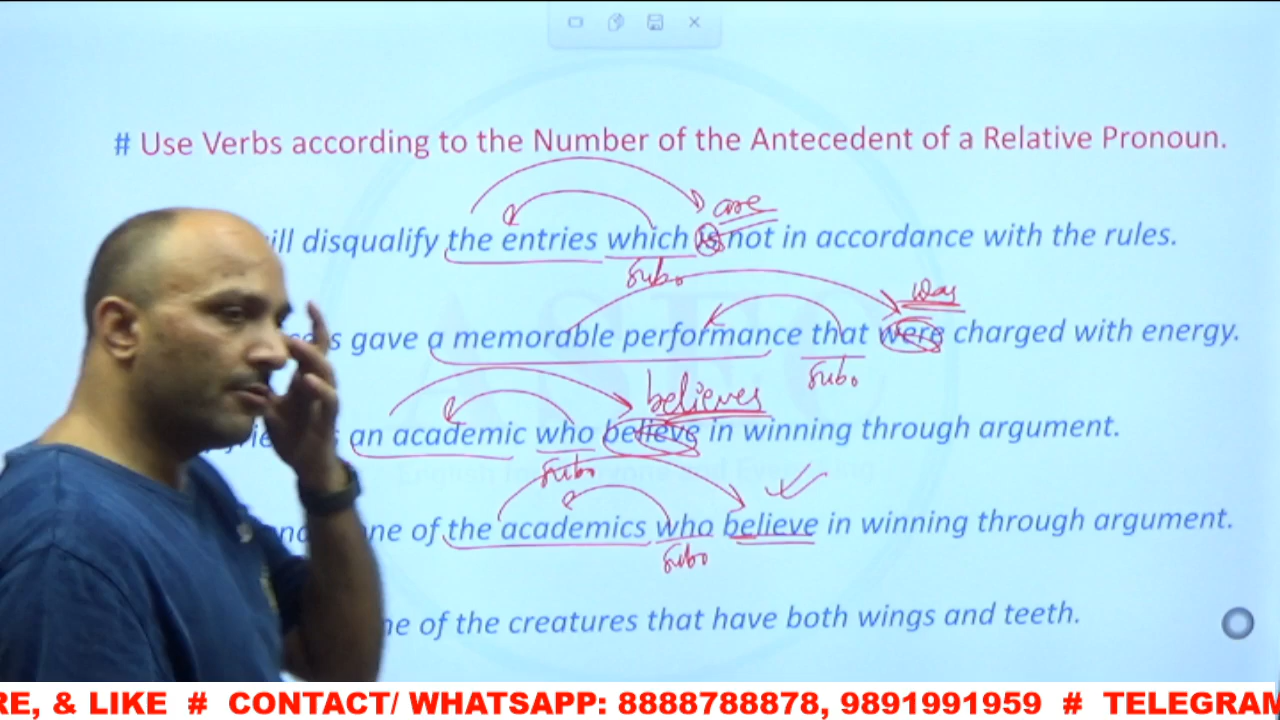 # Use Verbs according to the Number of the Antecedent of a Relative Pronoun.
are
ill disqualify the entries which is not in accordance with the rules.
Sub.
was
s gave a memorable performance that were charged with energy.
Sub.
believes
an academic who believe in winning through argument.
Sub.
ne of the academics who believe in winning through argument.
Sub.
ne of the creatures that have both wings and teeth.
RE, & LIKE # CONTACT/ WHATSAPP: 8888788878, 9891991959 # TELEGRAM